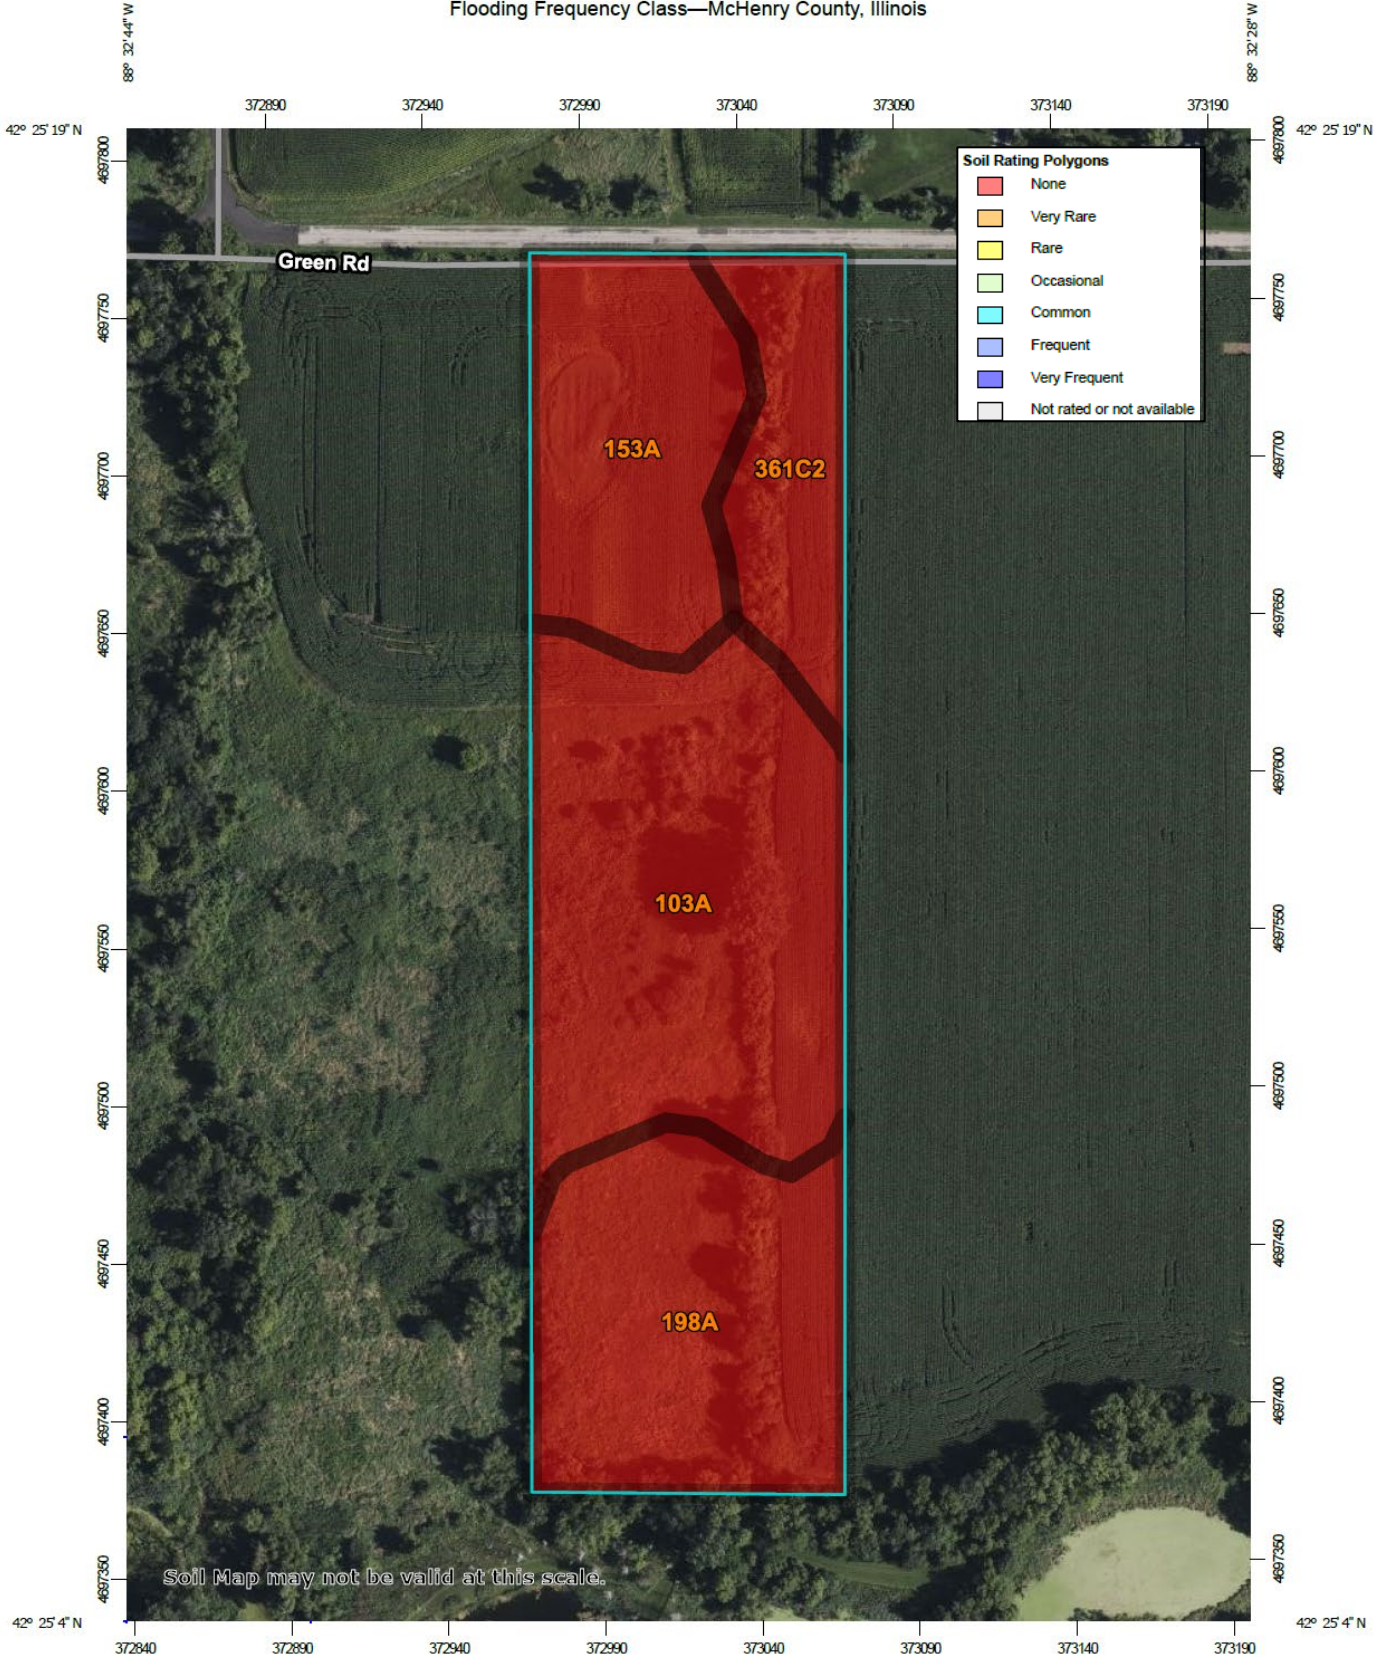 Flooding Frequency Class—McHenry County, Illinois
88° 32' 44" W
88° 32' 28" W
372890 372940 372990 373040 373090 373140 373190
42° 25' 19" N
42° 25' 19" N
4697800
4697750
4697700
4697650
4697600
4697550
4697500
4697450
4697400
4697350
4697800
4697750
4697700
4697650
4697600
4697550
4697500
4697450
4697400
4697350
Soil Rating Polygons
None
Very Rare
Rare
Occasional
Common
Frequent
Very Frequent
Not rated or not available
Green Rd
153A
361C2
103A
198A
Soil Map may not be valid at this scale.
42° 25' 4" N
42° 25' 4" N
372840 372890 372940 372990 373040 373090 373140 373190